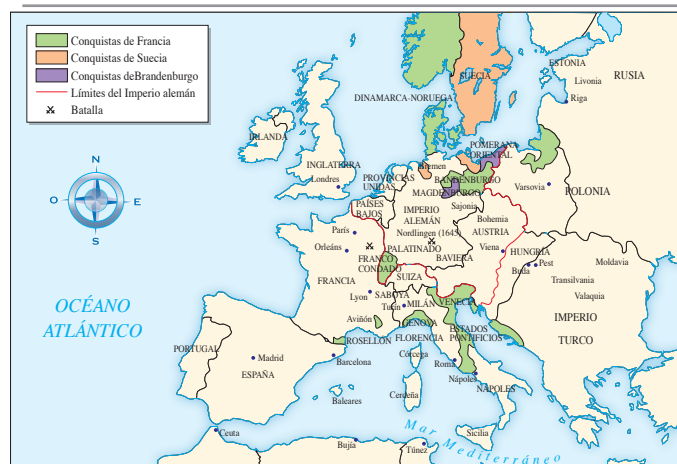 Conquistas de Francia
Conquistas de Suecia
Conquistas deBrandenburgo
Límites del Imperio alemán
Batalla
N
O
E
S
OCÉANO
ATLÁNTICO
ESTONIA
RUSIA
Livonia
Riga
SUECIA
DINAMARCA-NORUEGA
IRLANDA
INGLATERRA
Londres
PROVINCIAS
UNIDAS
Bremen
POMERANA
ORIENTAL
BANDENBURGO
MAGDENBURGO
Varsovia
POLONIA
PAÍSES
BAJOS
IMPERIO
ALEMÁN
Sajonia
Bohemia
París
Nordlingen (1645)
AUSTRIA
Orleáns
PALATINADO
Viena
FRANCO
CONDADO
BAVIERA
HUNGRÍA
Moldavia
Buda
Pest
SUIZA
FRANCIA
Transilvania
Lyon
SABOYA
MILÁN
VENECIA
Valaquia
Turín
Aviñón
GENOVA
ESTADOS
PONTIFICIOS
IMPERIO
TURCO
ROSELLÓN
FLORENCIA
PORTUGAL
Madrid
Barcelona
Córcega
Roma
ESPAÑA
Nápoles
NÁPOLES
Baleares
Cerdeña
Sicilia
Mar Mediterráneo
Ceuta
Bujía
Túnez